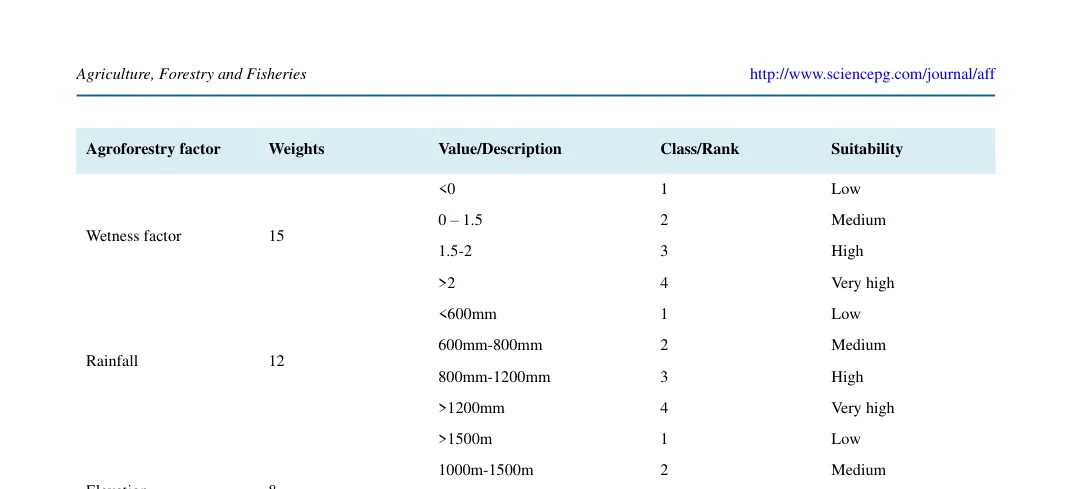 Agriculture, Forestry and Fisheries http://www.sciencepg.com/journal/aff
Agroforestry factor Weights Value/Description Class/Rank Suitability
Wetness factor 15
<0 1 Low
0 – 1.5 2 Medium
1.5-2 3 High
>2 4 Very high
Rainfall 12
<600mm 1 Low
600mm-800mm 2 Medium
800mm-1200mm 3 High
>1200mm 4 Very high
>1500m 1 Low
1000m-1500m 2 Medium